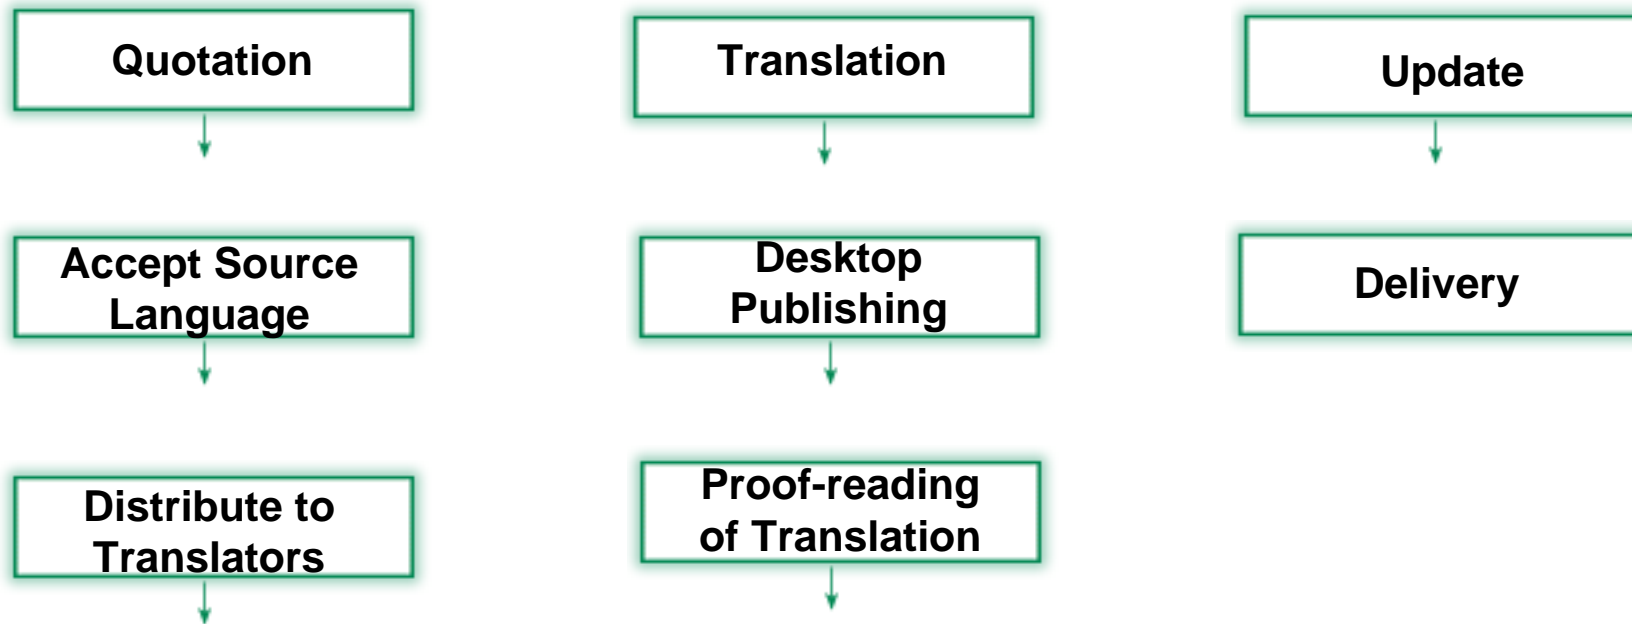 Quotation
Accept Source
Language
Distribute to
Translators
Translation
Desktop
Publishing
Proof-reading
of Translation
Update
Delivery